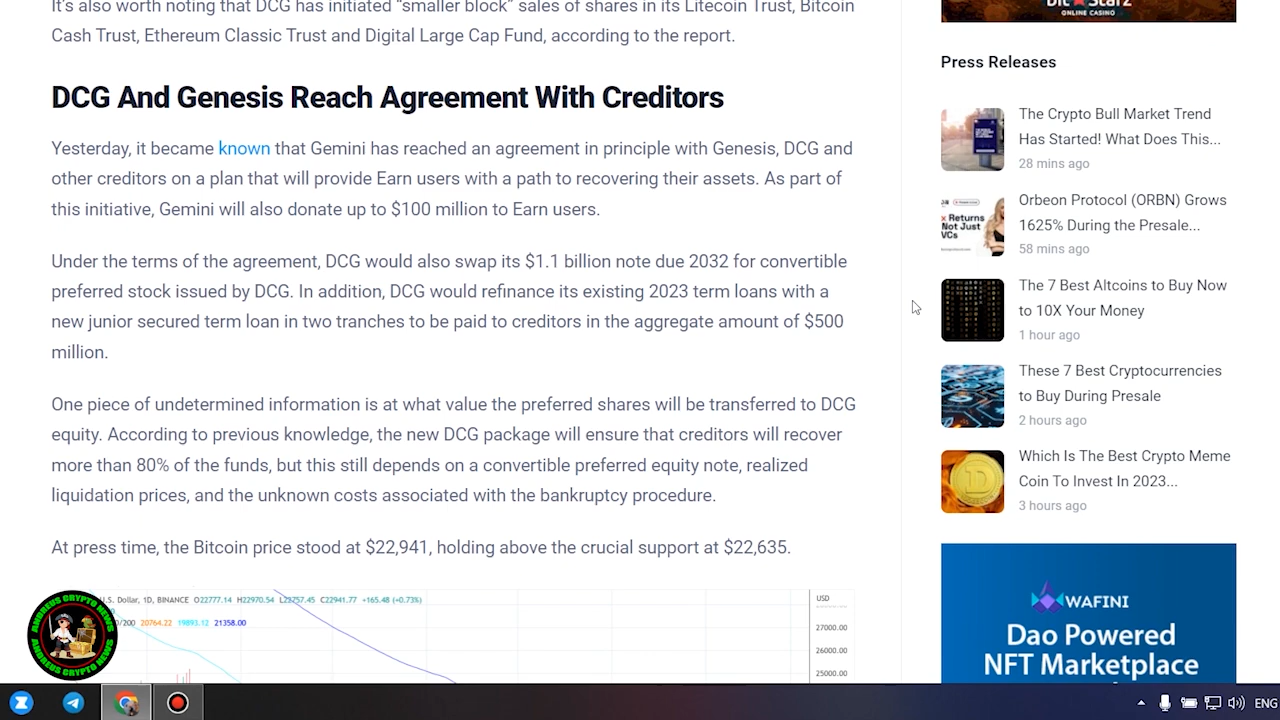 It's also worth noting that DCG has initiated “smaller block” sales of shares in its Litecoin Trust, Bitcoin
Cash Trust, Ethereum Classic Trust and Digital Large Cap Fund, according to the report.
DCG And Genesis Reach Agreement With Creditors
Yesterday, it became known that Gemini has reached an agreement in principle with Genesis, DCG and
other creditors on a plan that will provide Earn users with a path to recovering their assets. As part of
this initiative, Gemini will also donate up to $100 million to Earn users.
Under the terms of the agreement, DCG would also swap its $1.1 billion note due 2032 for convertible
preferred stock issued by DCG. In addition, DCG would refinance its existing 2023 term loans with a
new junior secured term loan in two tranches to be paid to creditors in the aggregate amount of $500
million.
One piece of undetermined information is at what value the preferred shares will be transferred to DCG
equity. According to previous knowledge, the new DCG package will ensure that creditors will recover
more than 80% of the funds, but this still depends on a convertible preferred equity note, realized
liquidation prices, and the unknown costs associated with the bankruptcy procedure.
At press time, the Bitcoin price stood at $22,941, holding above the crucial support at $22,635.
U.S. Dollar, 1D, BINANCE O22777.14 H22970.54 L22757.45 C22941.77 +165.48 (+0.73%)
/200 20764.22 19893.12 21358.00
USD
27000.00
26000.00
25000.00
ANDREUS CRYPTO NEWS
ANDREUS CRYPTO NEWS
ONLINE CASINO
Press Releases
The Crypto Bull Market Trend
Has Started! What Does This...
28 mins ago
x Returns
Not Just
VCs
Orbeon Protocol (ORBN) Grows
1625% During the Presale...
58 mins ago
The 7 Best Altcoins to Buy Now
to 10X Your Money
1 hour ago
These 7 Best Cryptocurrencies
to Buy During Presale
2 hours ago
Which Is The Best Crypto Meme
Coin To Invest In 2023...
3 hours ago
WAFINI
Dao Powered
NFT Marketplace
ENG